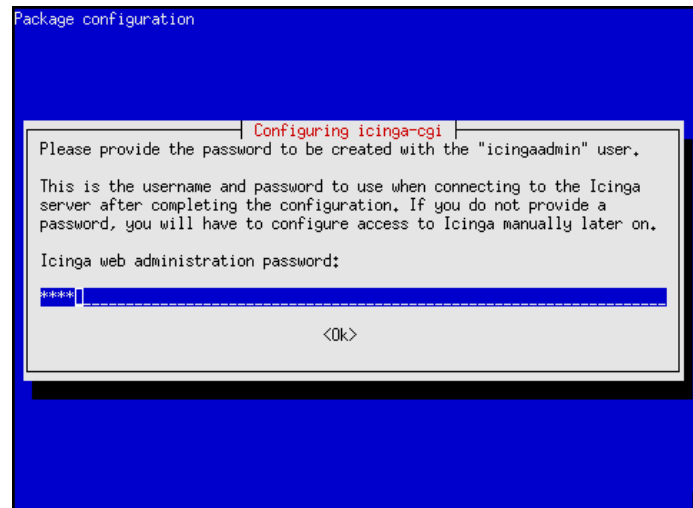 Package configuration
Configuring icinga-cgi
Please provide the password to be created with the "icingaadmin" user.
This is the username and password to use when connecting to the Icinga
server after completing the configuration. If you do not provide a
password, you will have to configure access to Icinga manually later on.
Icinga web administration password:
****
<Ok>